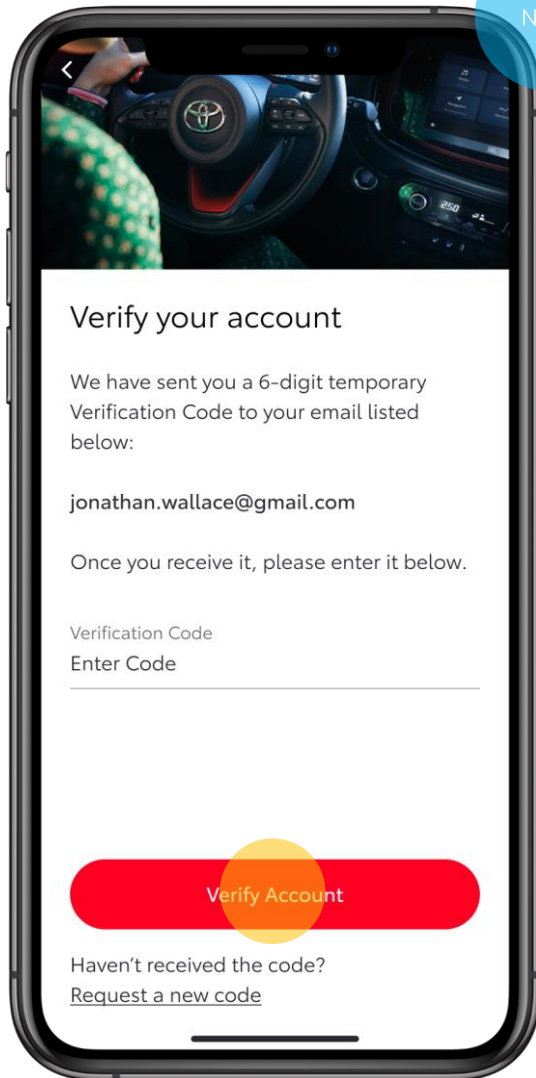 Verify your account
We have sent you a 6-digit temporary
Verification Code to your email listed
below:
jonathan.wallace@gmail.com
Once you receive it, please enter it below.
Verification Code
Enter Code
Verify Account
Haven’t received the code?
Request a new code